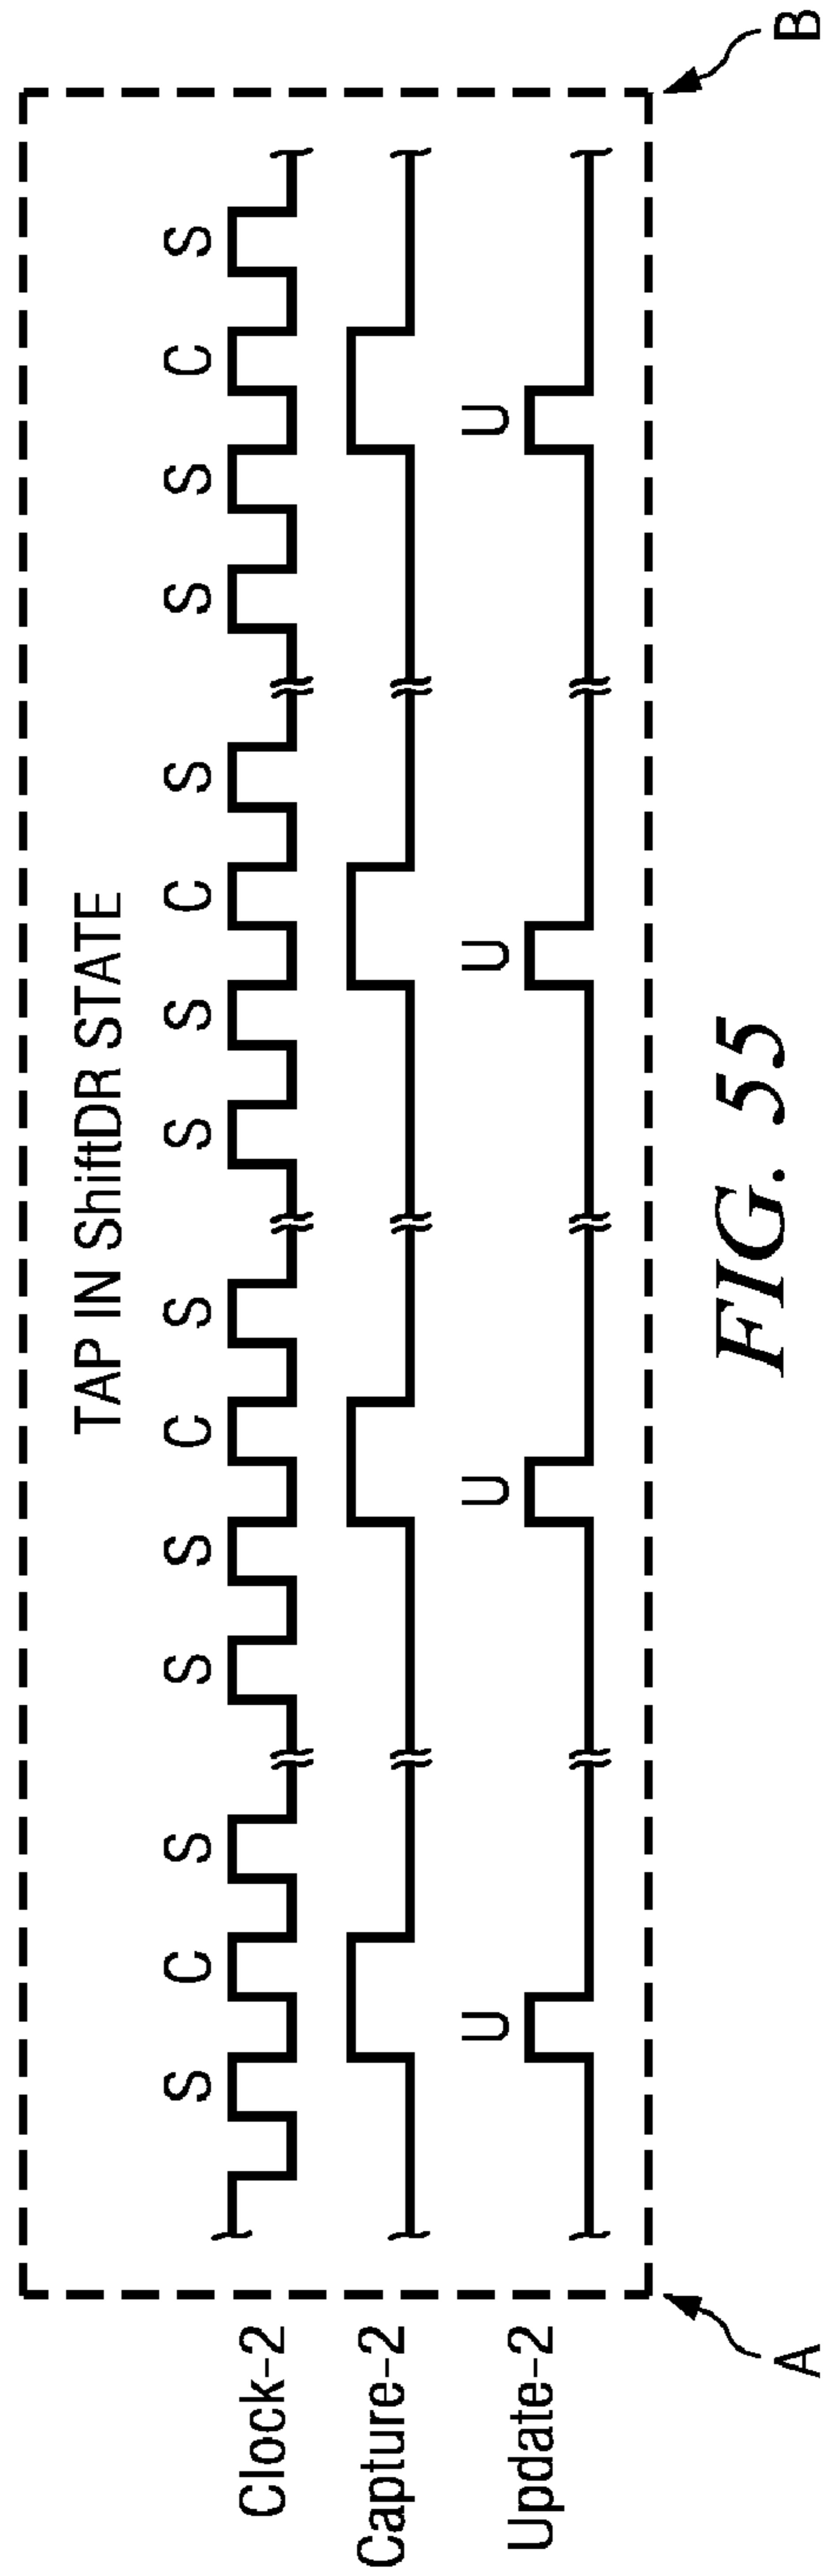 TAP IN ShiftDR STATE
S C S S S C S S S C S S S C S
Clock-2
Capture-2
U U U U
Update-2
A
B
FIG. 55